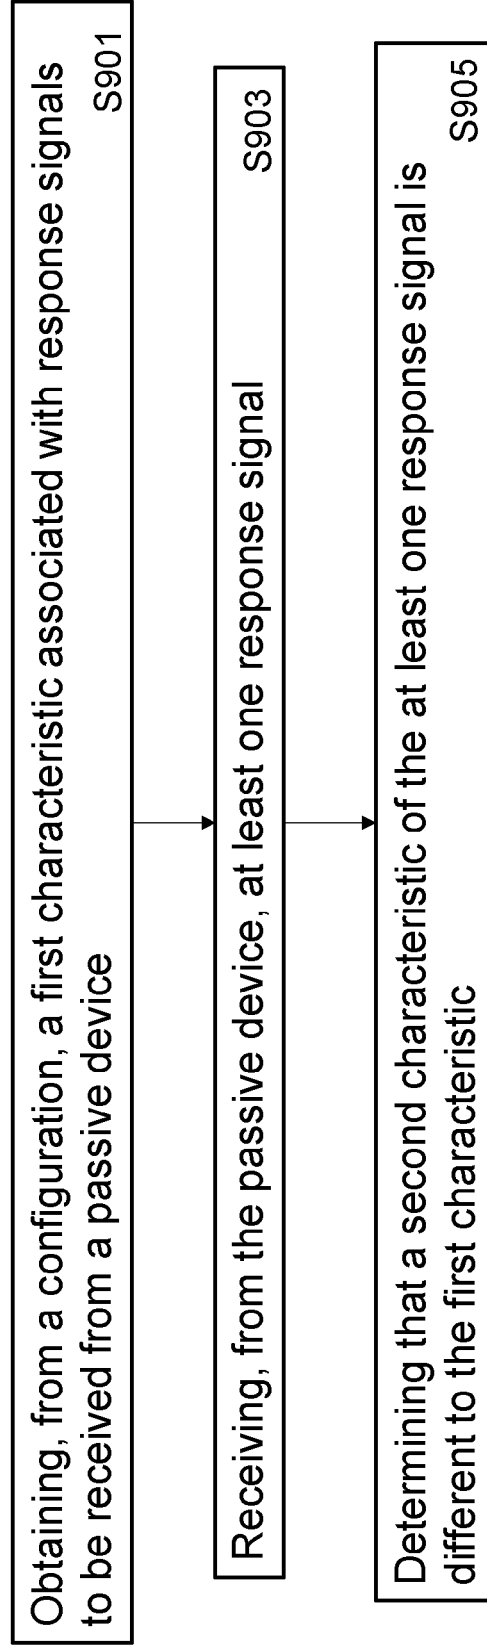 Obtaining, from a configuration, a first characteristic associated with response signals
to be received from a passive device
S901
Receiving, from the passive device, at least one response signal
S903
Determining that a second characteristic of the at least one response signal is
different to the first characteristic
S905